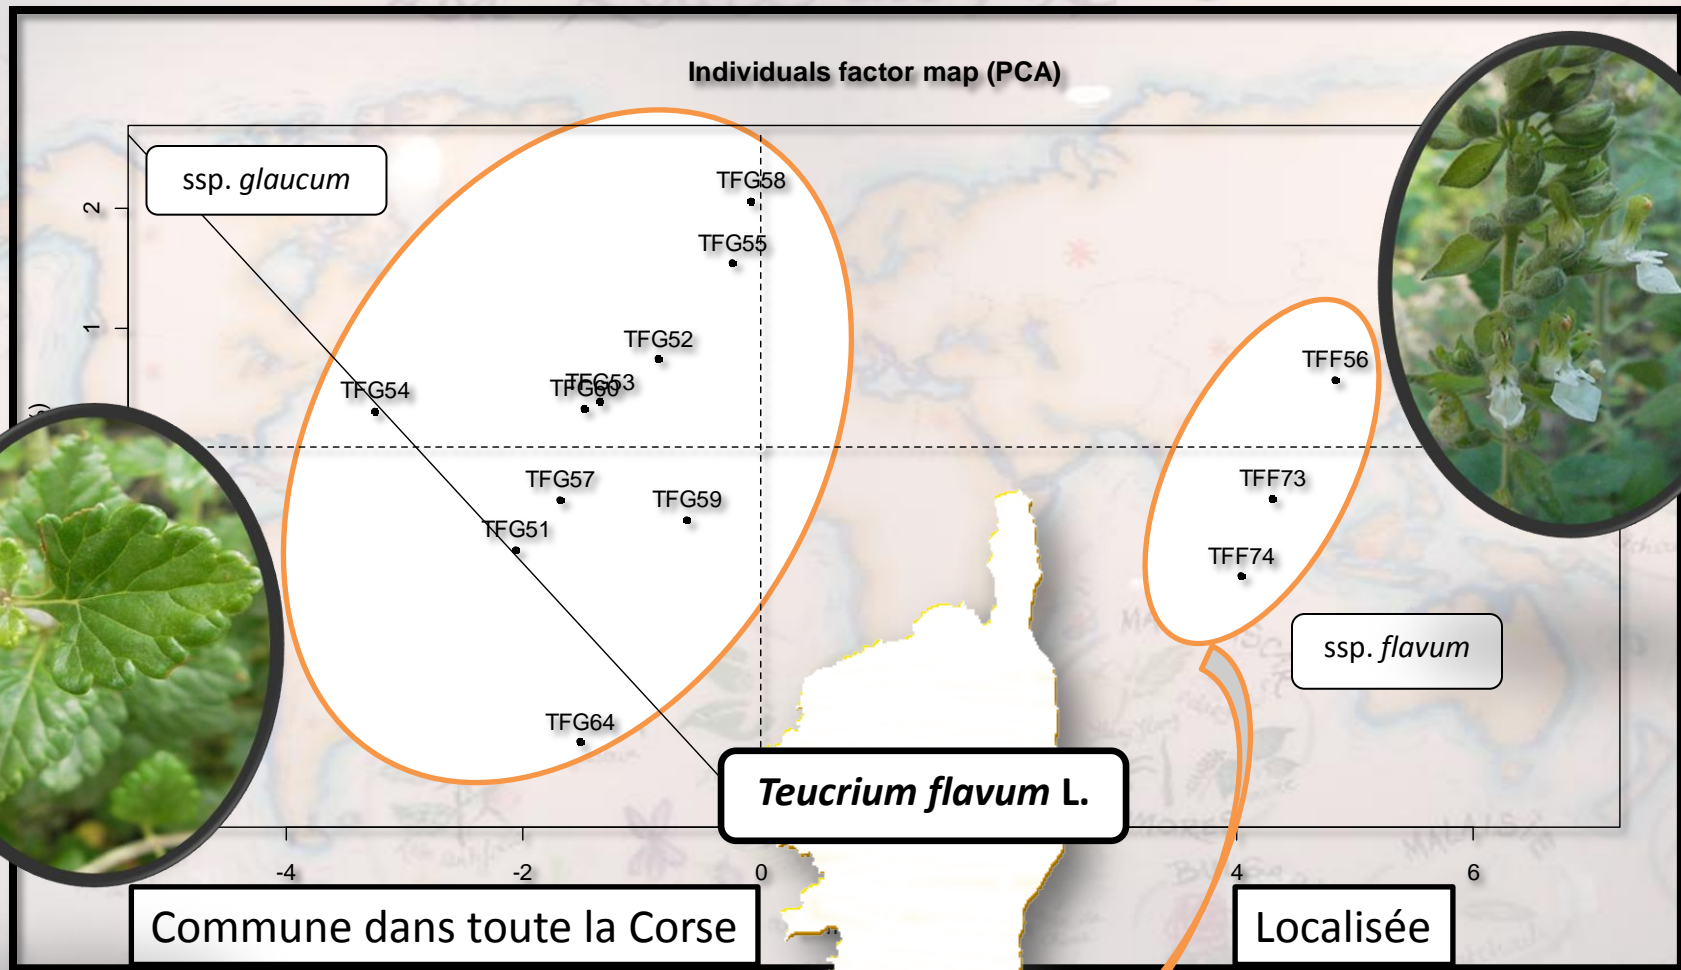 Individuals factor map (PCA)
ssp. glaucum
TFG58
2
TFG55
1
TFG52
TFG53
TFG60
TFG54
TFF56
TFG57
TFF73
TFG59
TFG51
TFF74
ssp. flavum
TFG64
Teucrium flavum L.
-4
-2
0
4
6
Commune dans toute la Corse
Localisée